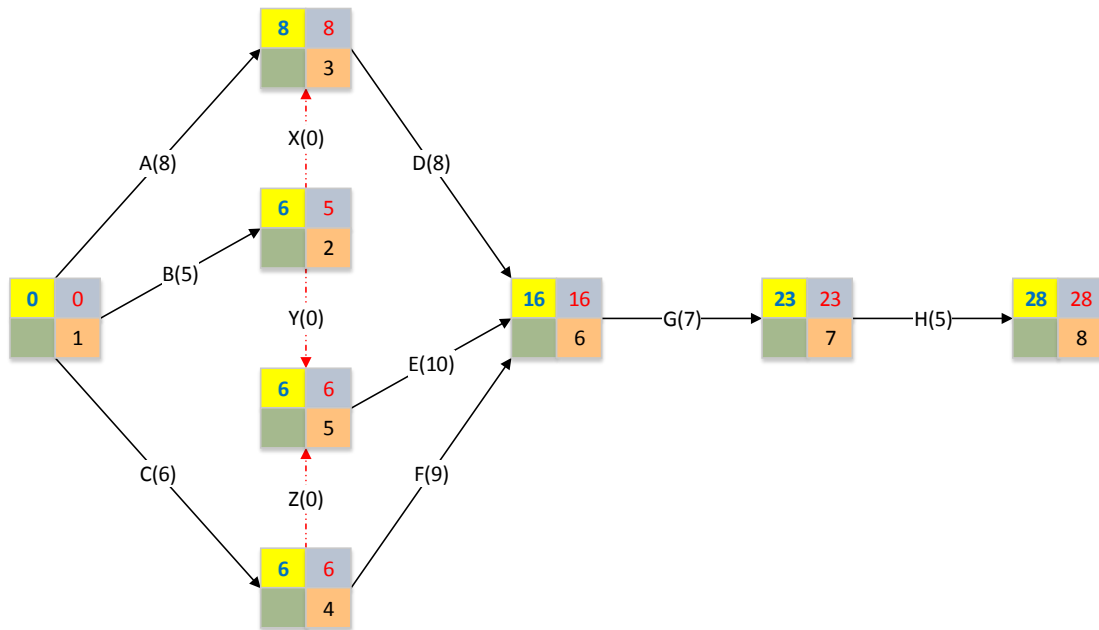 8 8
3
X(0)
A(8)
D(8)
6 5
2
B(5)
0 0
1
Y(0)
16 16
6
G(7)
23 23
7
H(5)
28 28
8
E(10)
6 6
5
C(6)
F(9)
Z(0)
6 6
4